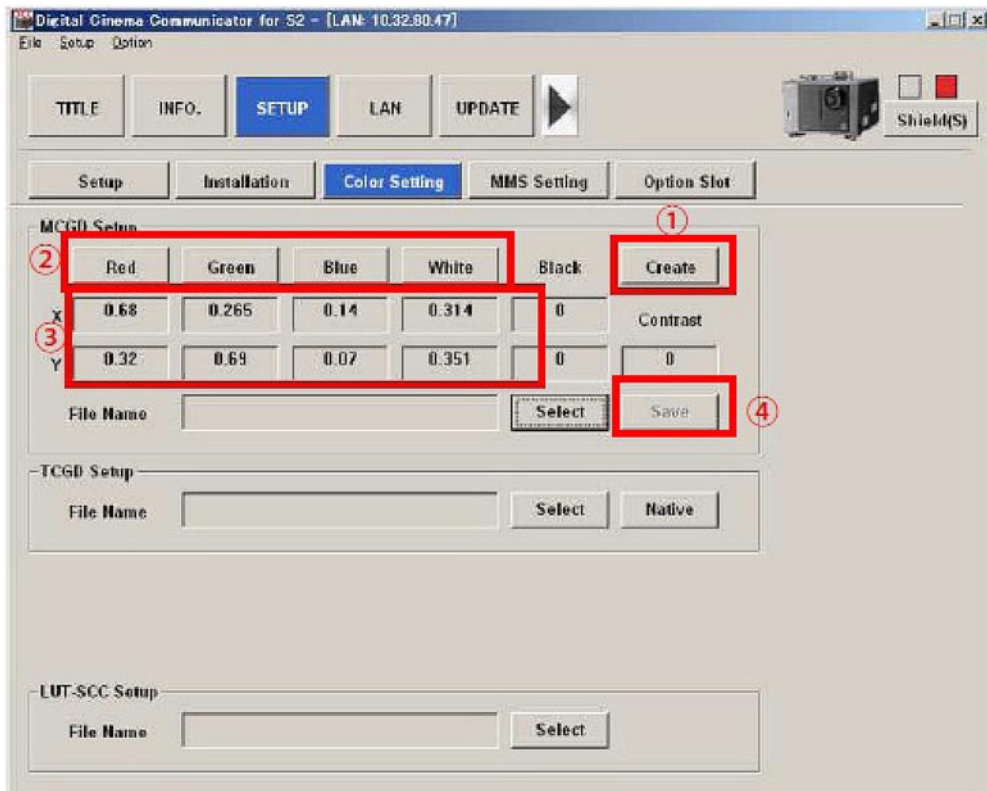 Digital Cinema Communicator for S2 - [LAN: 10.32.80.47]
File Setup Option
TITLE INFO. SETUP LAN UPDATE Shield(S)
Setup Installation Color Setting MMS Setting Option Slot
MCGD Setup
①
② Red Green Blue White Black Create
X 0.68 0.265 0.14 0.314 0 Contrast
③
Y 0.32 0.69 0.07 0.351 0 0
File Name Select Save ④
TCGD Setup
File Name Select Native
LUT-SCC Setup
File Name Select